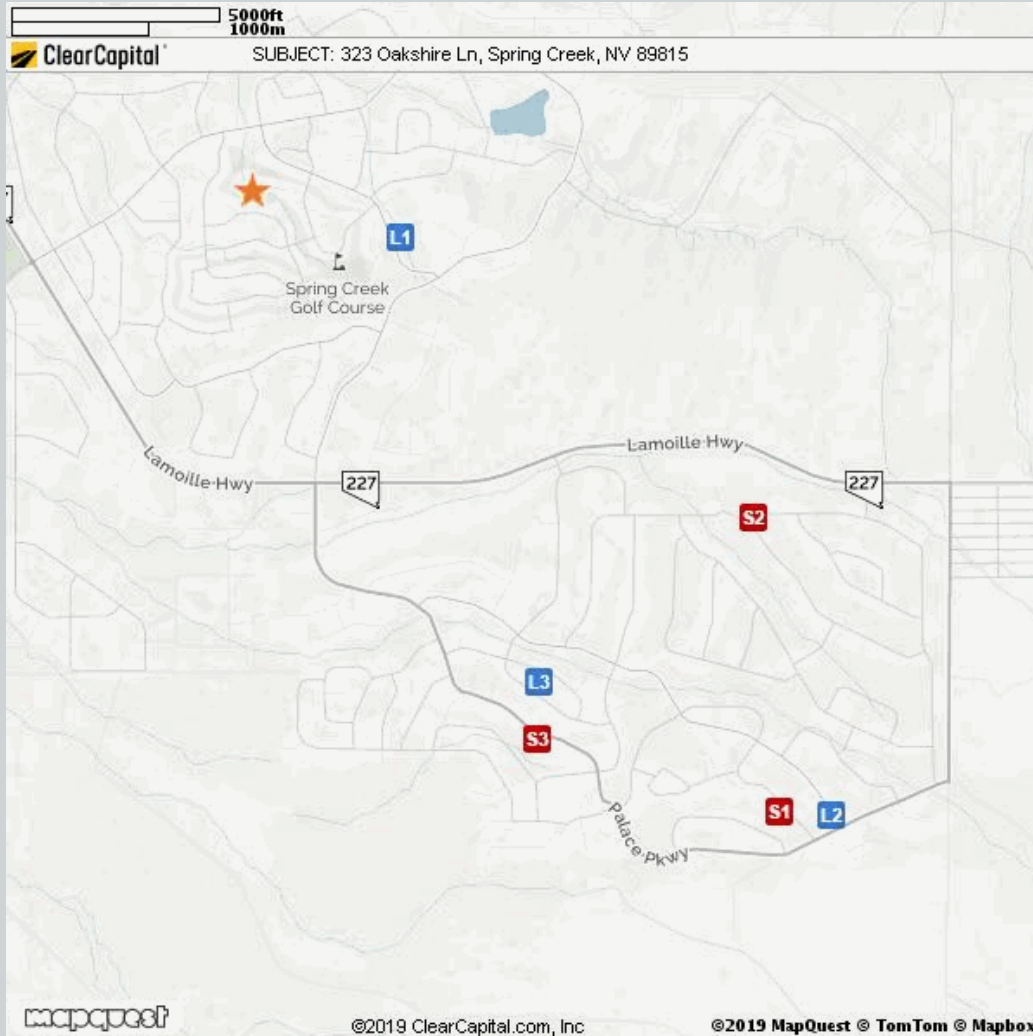 5000ft
1000m
ClearCapital
SUBJECT: 323 Oakshire Ln, Spring Creek, NV 89815
L1
Spring Creek
Golf Course
Lamoille Hwy
Lamoille Hwy
227
227
S2
L3
S3
S1
L2
Palace Pkwy
mapquest
©2019 ClearCapital.com, Inc
©2019 MapQuest © TomTom © Mapbox